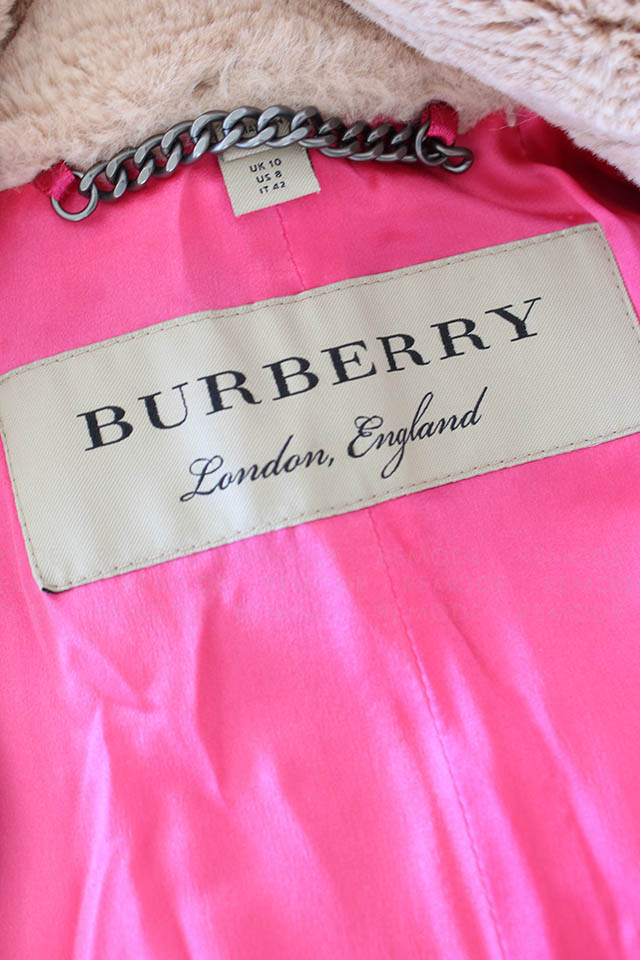 UK 10
US 8
IT 42
BURBERRY
London, England